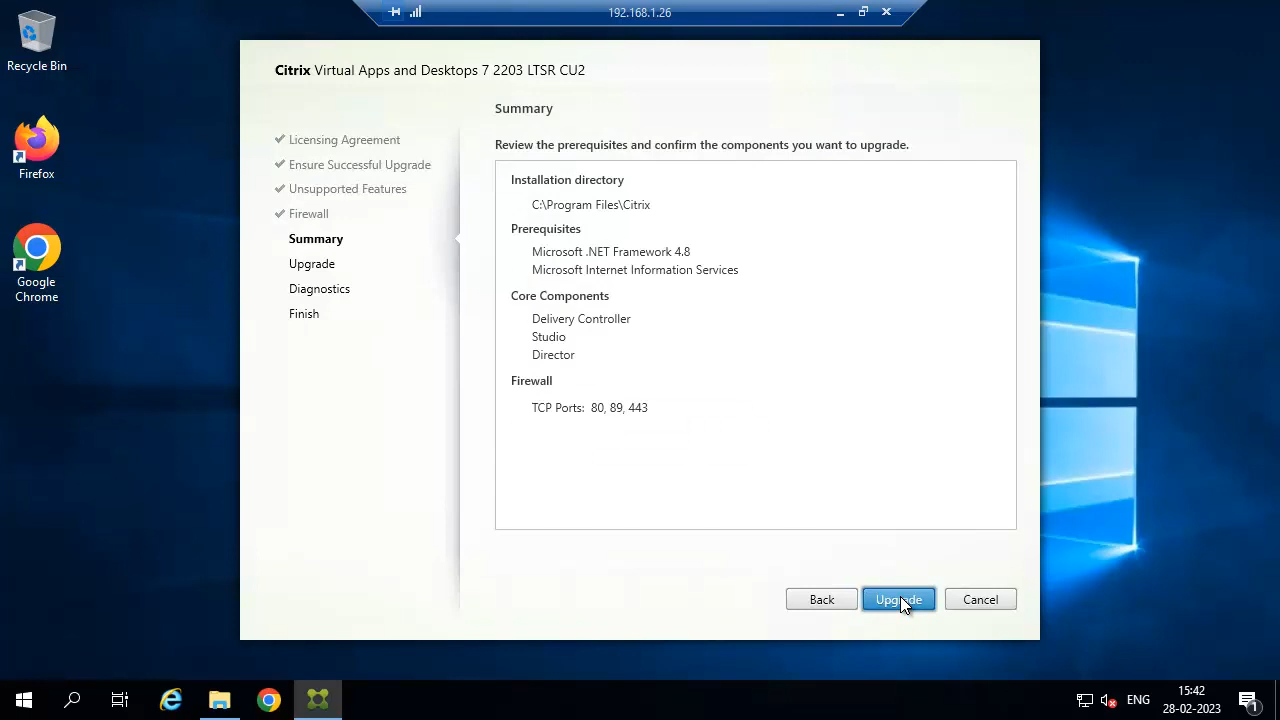 192.168.1.26
Recycle Bin
Firefox
Google
Chrome
Citrix Virtual Apps and Desktops 7 2203 LTSR CU2
Licensing Agreement
Ensure Successful Upgrade
Unsupported Features
Firewall
Summary
Upgrade
Diagnostics
Finish
Summary
Review the prerequisites and confirm the components you want to upgrade.
Installation directory
C:\Program Files\Citrix
Prerequisites
Microsoft .NET Framework 4.8
Microsoft Internet Information Services
Core Components
Delivery Controller
Studio
Director
Firewall
TCP Ports: 80, 89, 443
Back
Upgrade
Cancel
ENG
15:42
28-02-2023
1